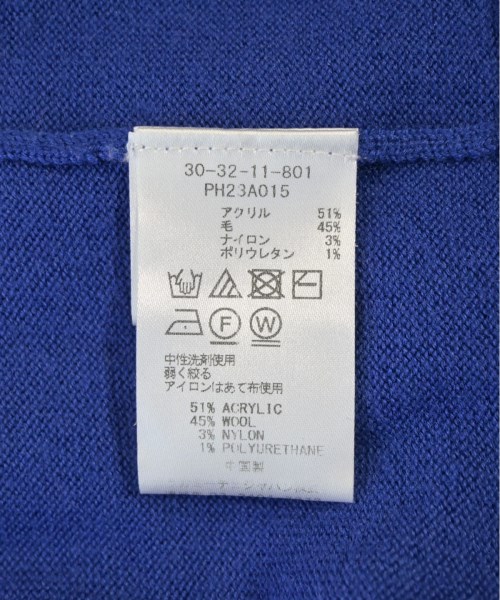 30-32-11-801
PH23A015
アクリル 51%
毛 45%
ナイロン 3%
ポリウレタン 1%
F W
中性洗剤使用
弱く絞る
アイロンはあて布使用
51% ACRYLIC
45% WOOL
3% NYLON
1% POLYURETHANE
中国製